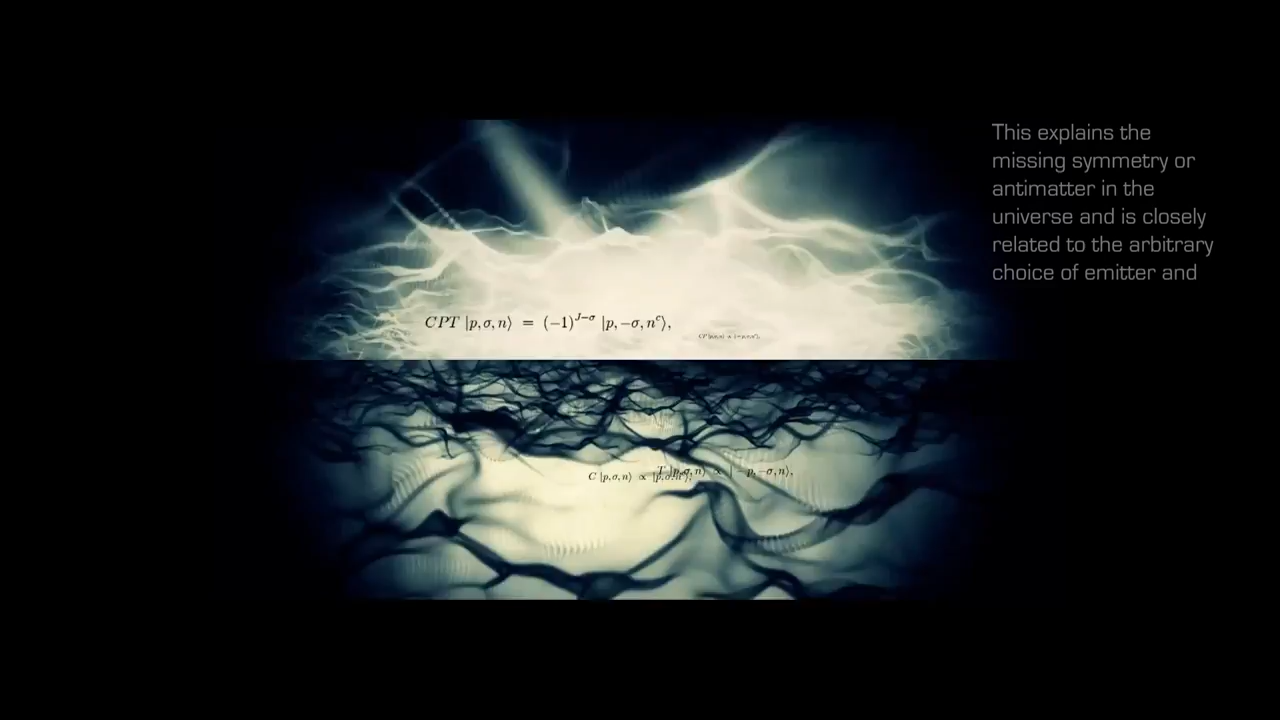 This explains the
missing symmetry or
antimatter in the
universe and is closely
related to the arbitrary
choice of emitter and
CPT |p,σ,n⟩ = (−1)^{J−σ} |p,−σ,n^c⟩,
C |p,σ,n⟩ ∝ |p,σ,n^c⟩,
T |p,σ,n⟩ ∝ |−p,−σ,n⟩,